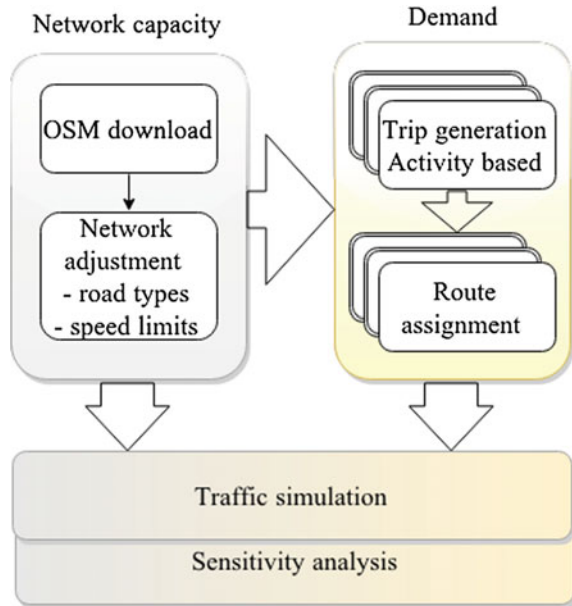 Network capacity
OSM download
Network
adjustment
- road types
- speed limits
Demand
Trip generation
Activity based
Route
assignment
Traffic simulation
Sensitivity analysis